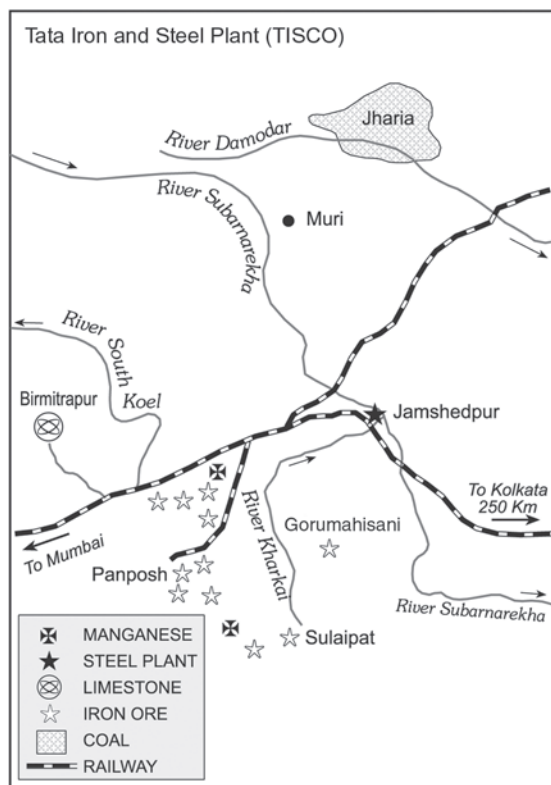 Tata Iron and Steel Plant (TISCO)
Jharia
River Damodar
River Subarnarekha
Muri
River South Koel
Birmitrapur
Jamshedpur
To Kolkata
250 Km
Gorumahisani
To Mumbai
River Kharkai
Panposh
River Subarnarekha
Sulaipat
MANGANESE
STEEL PLANT
LIMESTONE
IRON ORE
COAL
RAILWAY